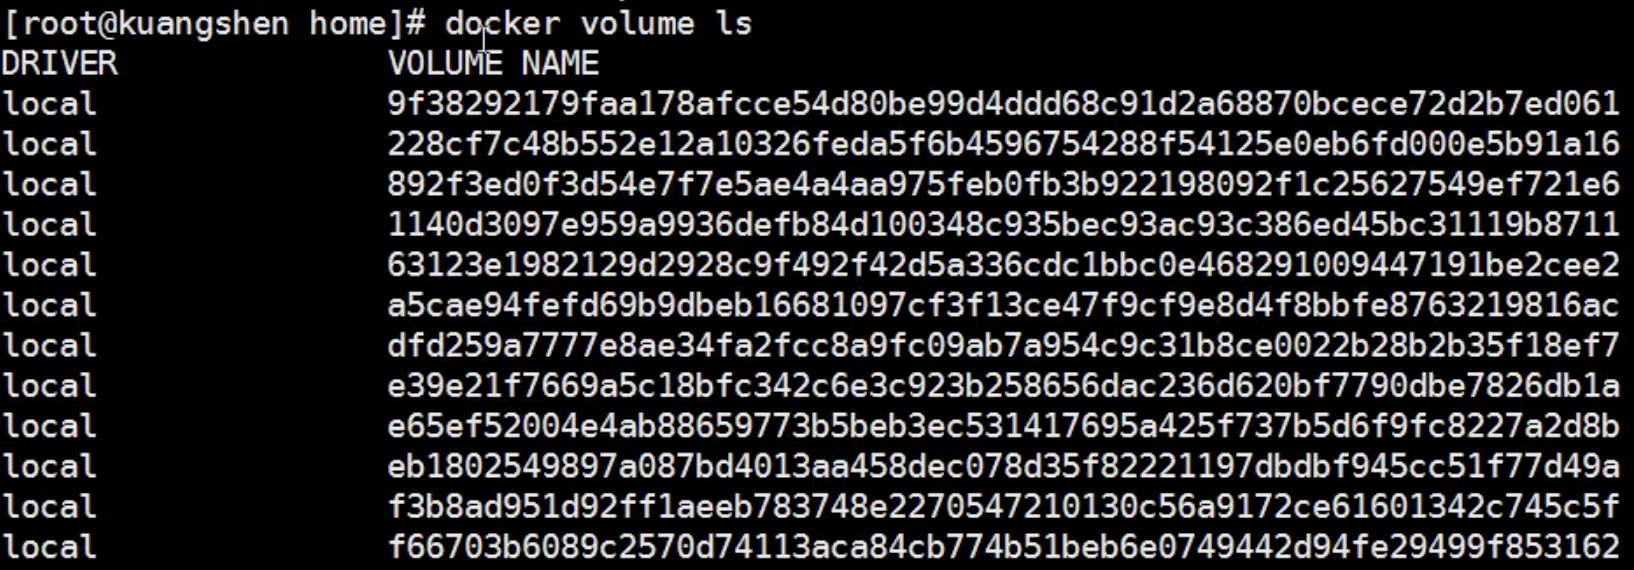 [root@kuangshen home]# docker volume ls
DRIVER VOLUME NAME
local 9f38292179faa178afcce54d80be99d4ddd68c91d2a68870bcece72d2b7ed061
local 228cf7c48b552e12a10326feda5f6b4596754288f54125e0eb6fd000e5b91a16
local 892f3ed0f3d54e7f7e5ae4a4aa975feb0fb3b922198092f1c25627549ef721e6
local 1140d3097e959a9936defb84d100348c935bec93ac93c386ed45bc31119b8711
local 63123e1982129d2928c9f492f42d5a336cdc1bbc0e468291009447191be2cee2
local a5cae94fefd69b9dbeb16681097cf3f13ce47f9cf9e8d4f8bbfe8763219816ac
local dfd259a7777e8ae34fa2fcc8a9fc09ab7a954c9c31b8ce0022b28b2b35f18ef7
local e39e21f7669a5c18bfc342c6e3c923b258656dac236d620bf7790dbe7826db1a
local e65ef52004e4ab88659773b5beb3ec531417695a425f737b5d6f9fc8227a2d8b
local eb1802549897a087bd4013aa458dec078d35f82221197dbdbf945cc51f77d49a
local f3b8ad951d92ff1aeeb783748e2270547210130c56a9172ce61601342c745c5f
local f66703b6089c2570d74113aca84cb774b51beb6e0749442d94fe29499f853162